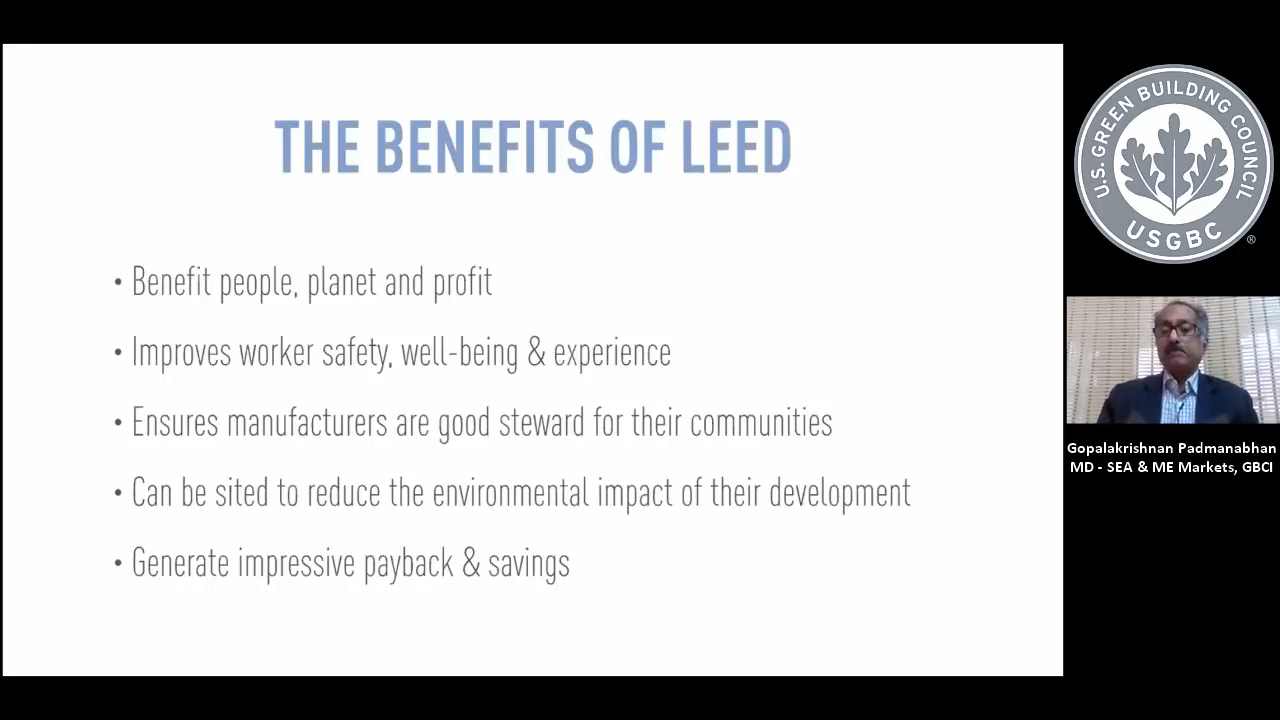 THE BENEFITS OF LEED
• Benefit people, planet and profit
• Improves worker safety, well-being & experience
• Ensures manufacturers are good steward for their communities
• Can be sited to reduce the environmental impact of their development
• Generate impressive payback & savings
U.S. GREEN BUILDING COUNCIL
USGBC
®
Gopalakrishnan Padmanabhan
MD - SEA & ME Markets, GBCI